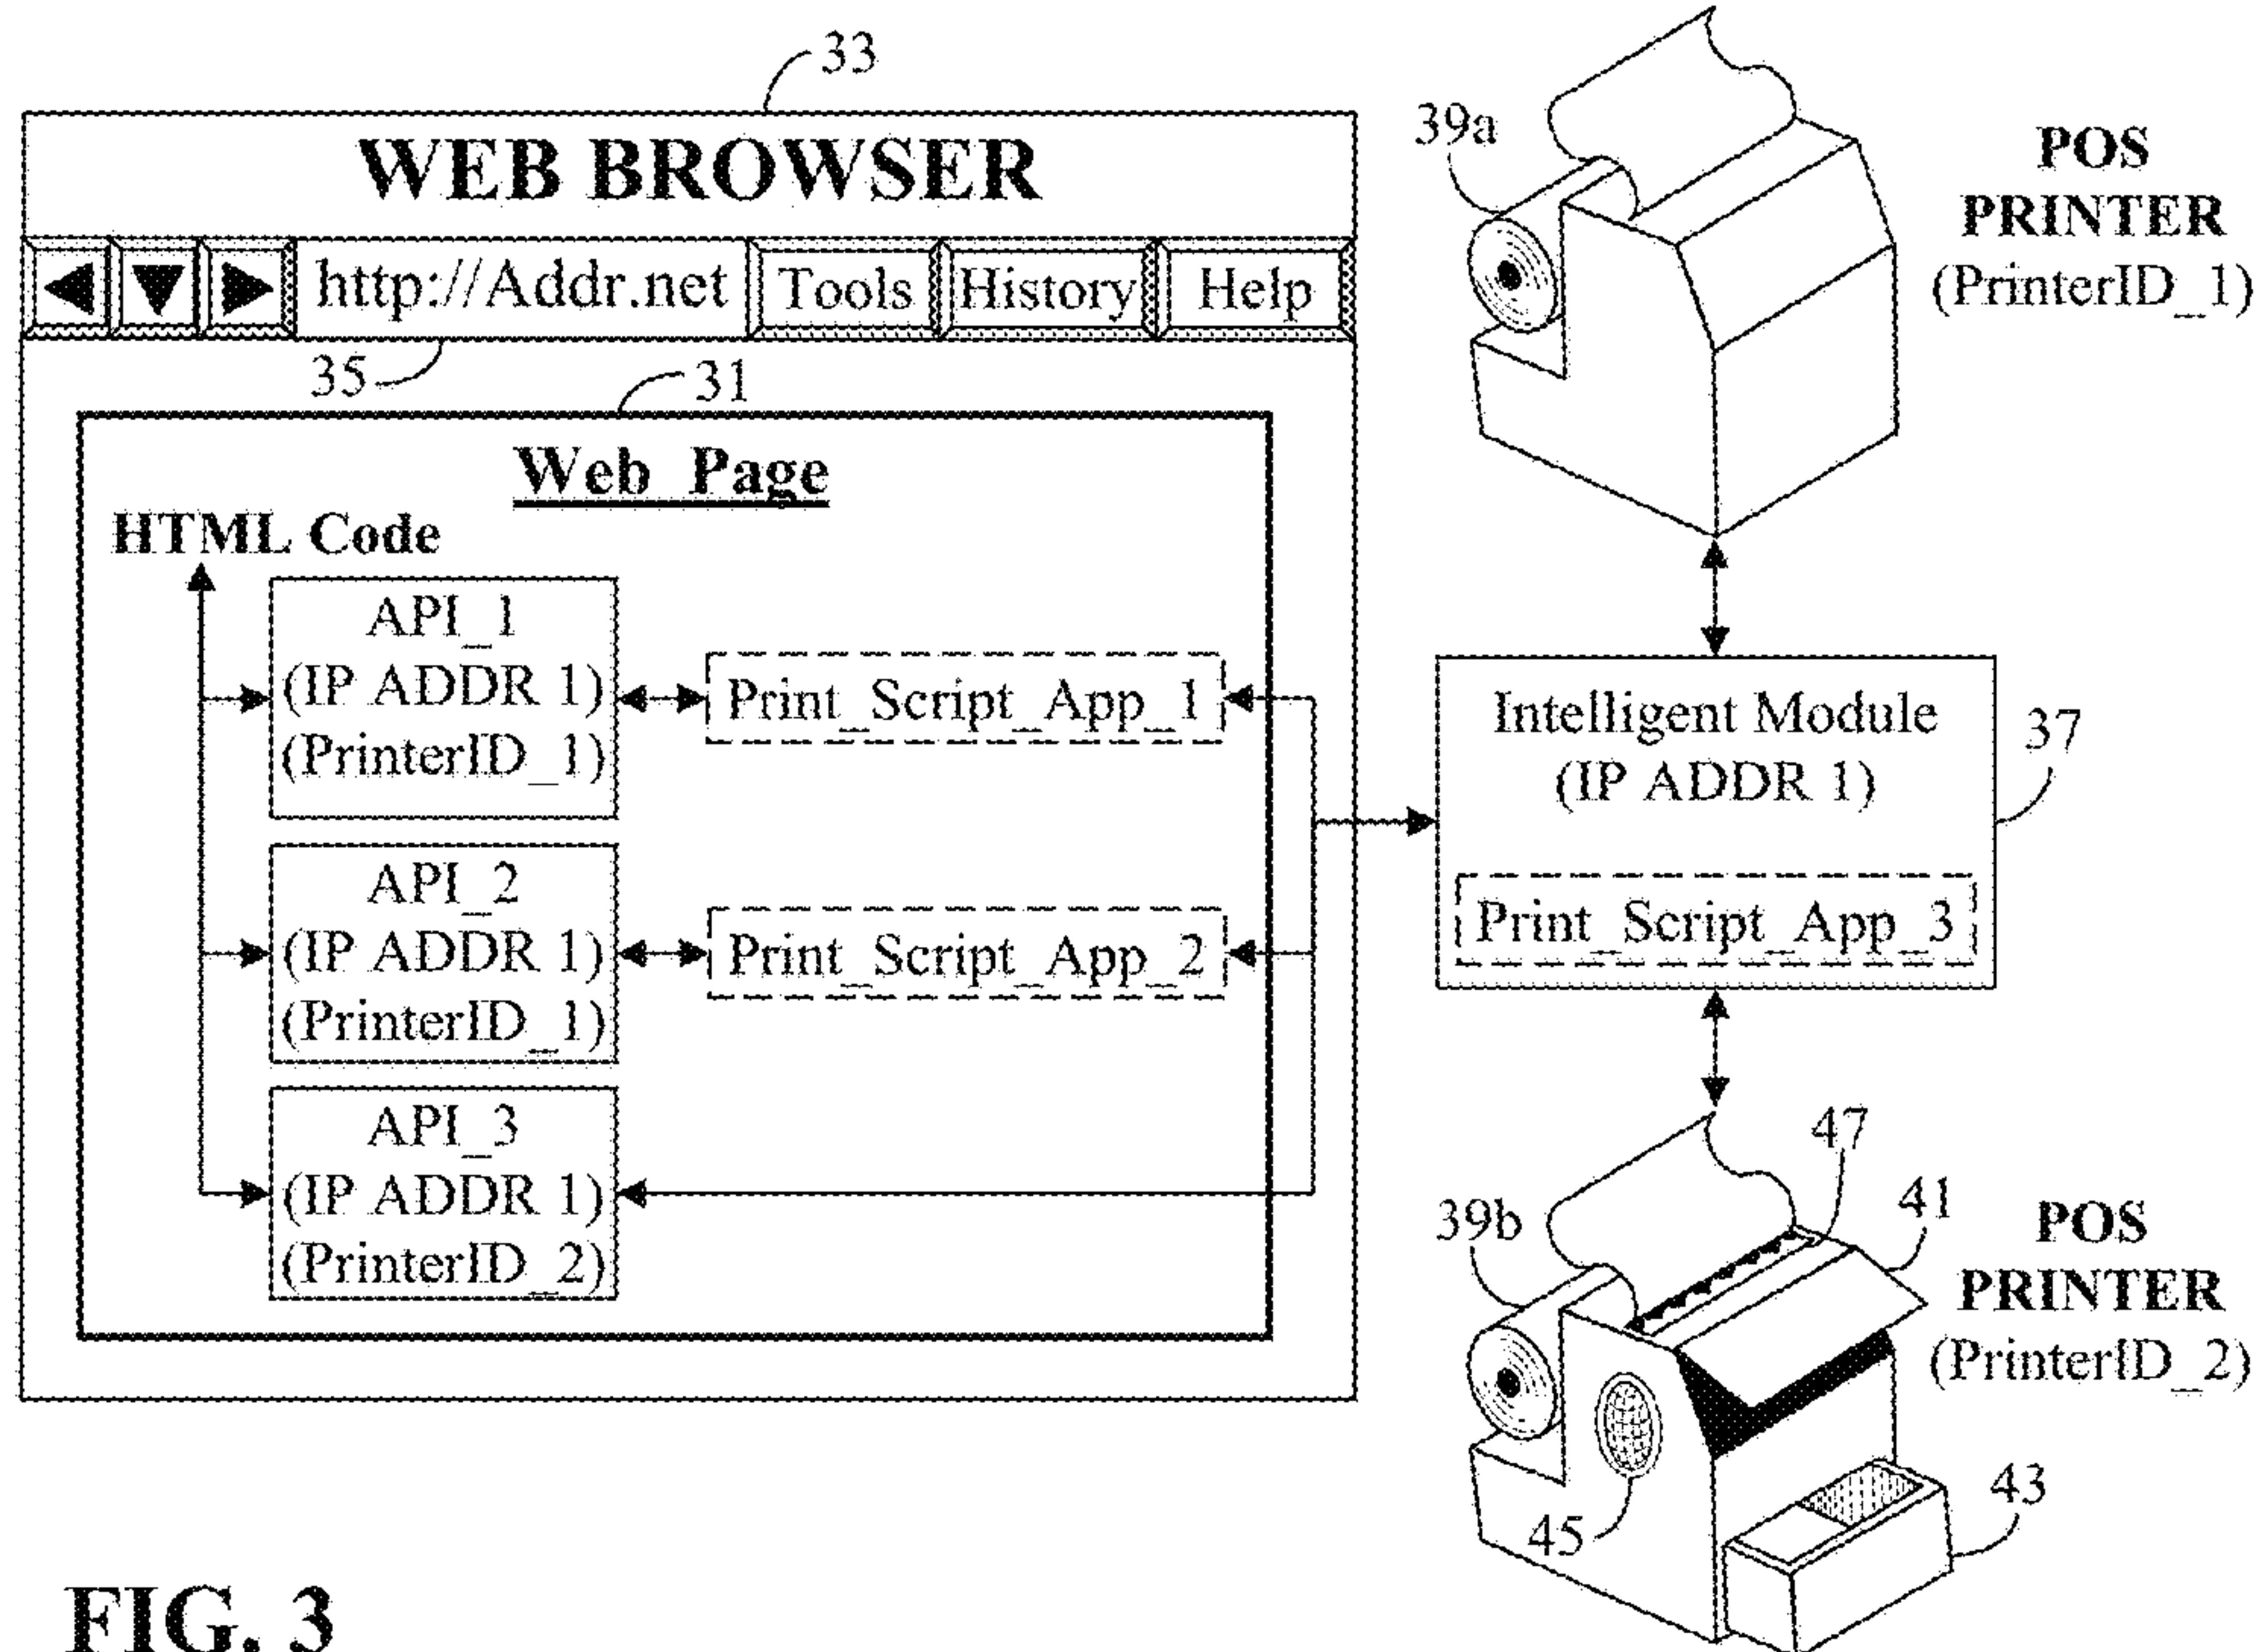 33
WEB BROWSER
http://Addr.net
Tools
History
Help
35
31
Web Page
HTML Code
API_1
(IP ADDR 1)
(PrinterID_1)
Print_Script_App_1
API_2
(IP ADDR 1)
(PrinterID_1)
Print_Script_App_2
API_3
(IP ADDR 1)
(PrinterID_2)
39a
POS
PRINTER
(PrinterID_1)
Intelligent Module
(IP ADDR 1)
Print_Script_App_3
37
47
41
39b
POS
PRINTER
(PrinterID_2)
45
43
FIG. 3